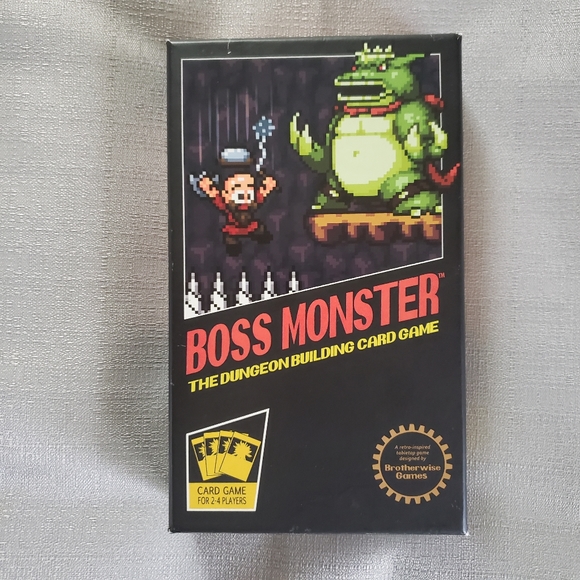 BOSS MONSTER™
THE DUNGEON BUILDING CARD GAME
CARD GAME
FOR 2-4 PLAYERS
A retro-inspired
tabletop game
designed by
Brotherwise
Games